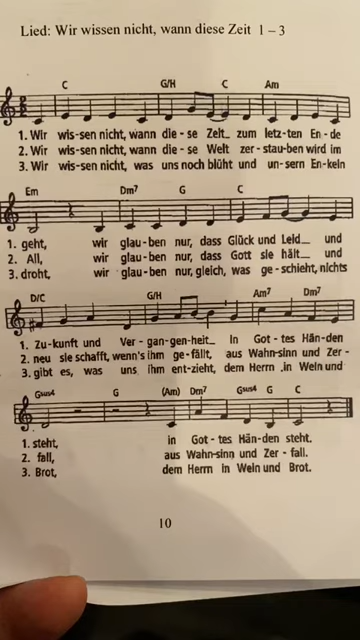 Lied: Wir wissen nicht, wann diese Zeit 1 – 3
C G/H C Am
1. Wir wis-sen nicht, wann die - se Zeit_ zum letz-ten En-de
2. Wir wis-sen nicht, wann die - se Welt zer - stau-ben wird im
3. Wir wis-sen nicht, was uns noch blüht und un-sern En-keln
Em Dm7 G C
1. geht, wir glau-ben nur, dass Glück und Leid_ und
2. All, wir glau-ben nur, dass Gott sie hält_ und
3. droht, wir glau-ben nur, gleich, was ge - schieht, nichts
D/C G/H Am7 Dm7
1. Zu-kunft und Ver - gan-gen-heit_ In Got - tes Händen
2. neu sie schafft, wenn's ihm ge-fällt, aus Wahn-sinn und Zer -
3. gibt es, was uns ihm ent-zieht, dem Herrn in Wein und
Gsus4 G (Am) Dm7 Gsus4 G C
1. steht, in Got-tes Hän-den steht.
2. fall, aus Wahn-sinn und Zer - fall.
3. Brot, dem Herrn In Wein und Brot.
10